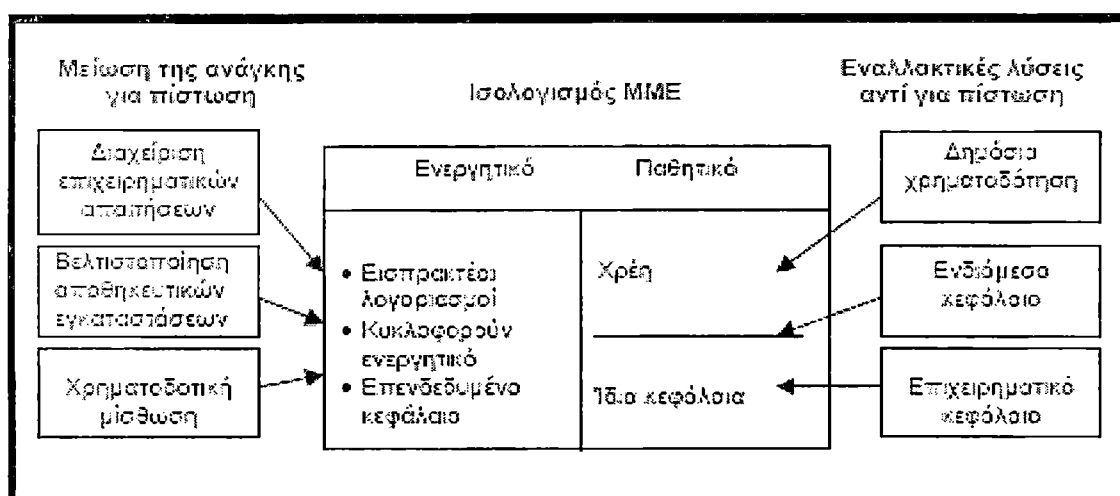 Μείωση της ανάγκης
για πίστωση
Διαχείριση
επιχειρηματικών
απαιτήσεων
Βελτιστοποίηση
αποθηκευτικών
εγκαταστάσεων
Χρηματοδοτική
μίσθωση
Ισολογισμός ΜΜΕ
Ενεργητικό
• Εισπρακτέοι
λογαριασμοί
• Κυκλοφορούν
ενεργητικό
• Επενδεδυμένο
κεφάλαιο
Παθητικό
Χρέη
Ίδια κεφάλαια
Εναλλακτικές λύσεις
αντί για πίστωση
Δημόσια
χρηματοδότηση
Ενδιάμεσο
κεφάλαιο
Επιχειρηματικό
κεφάλαιο